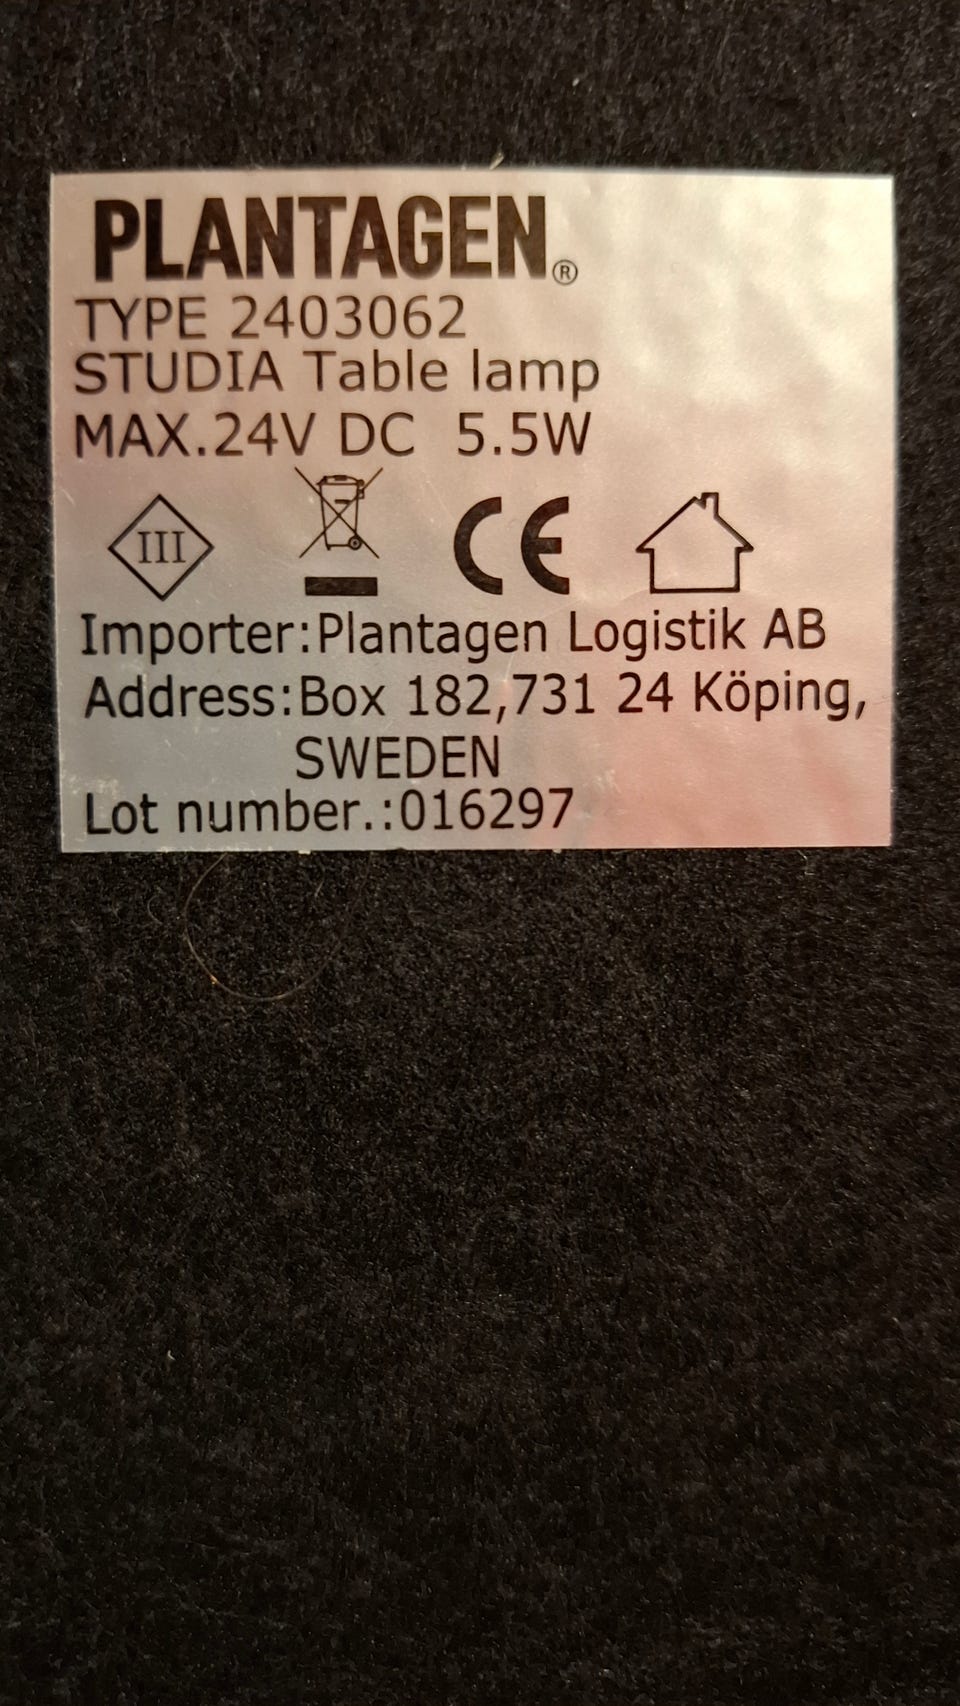 PLANTAGEN®
TYPE 2403062
STUDIA Table lamp
MAX.24V DC 5.5W
III
CE
Importer:Plantagen Logistik AB
Address:Box 182,731 24 Köping,
SWEDEN
Lot number.:016297